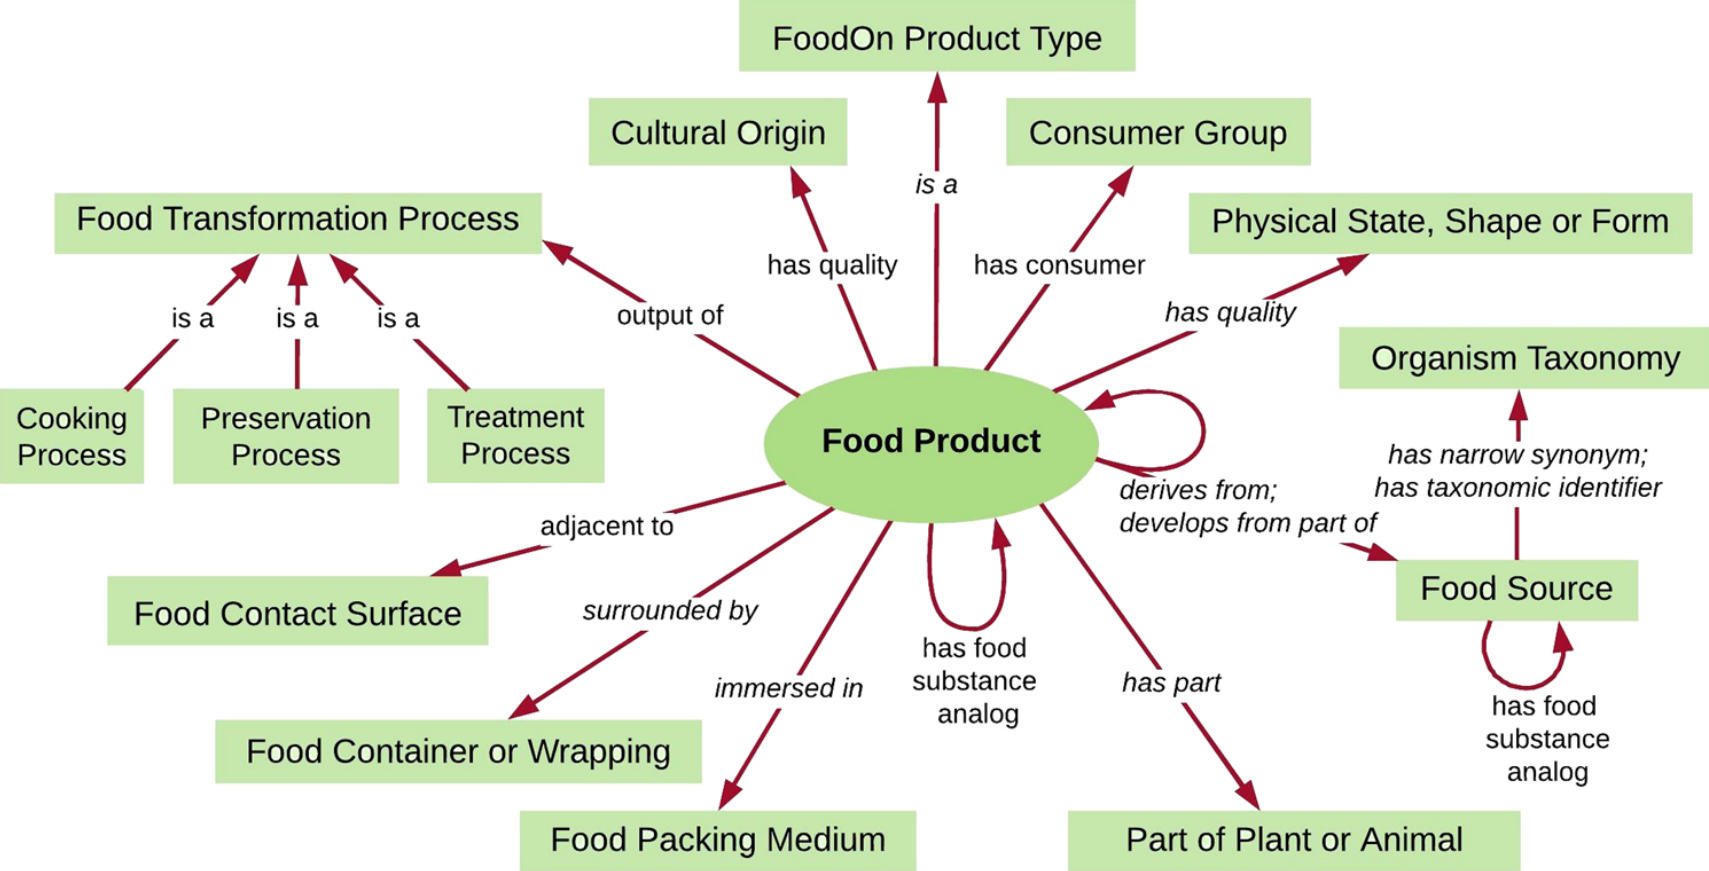 FoodOn Product Type
Cultural Origin
Consumer Group
is a
Food Transformation Process
Physical State, Shape or Form
has quality
has consumer
has quality
output of
is a
is a
is a
Organism Taxonomy
Cooking
Process
Preservation
Process
Treatment
Process
Food Product
has narrow synonym;
has taxonomic identifier
derives from;
develops from part of
adjacent to
Food Source
Food Contact Surface
surrounded by
has food
substance
analog
immersed in
has part
has food
substance
analog
Food Container or Wrapping
Food Packing Medium
Part of Plant or Animal